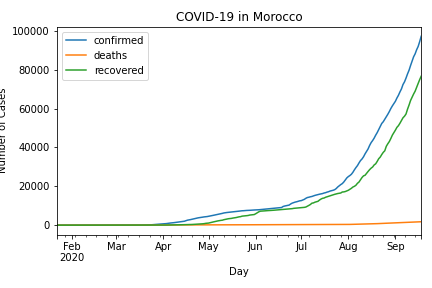 COVID-19 in Morocco
100000
80000
60000
40000
20000
0
Number of Cases
confirmed
deaths
recovered
Feb
2020
Mar
Apr
May
Jun
Jul
Aug
Sep
Day